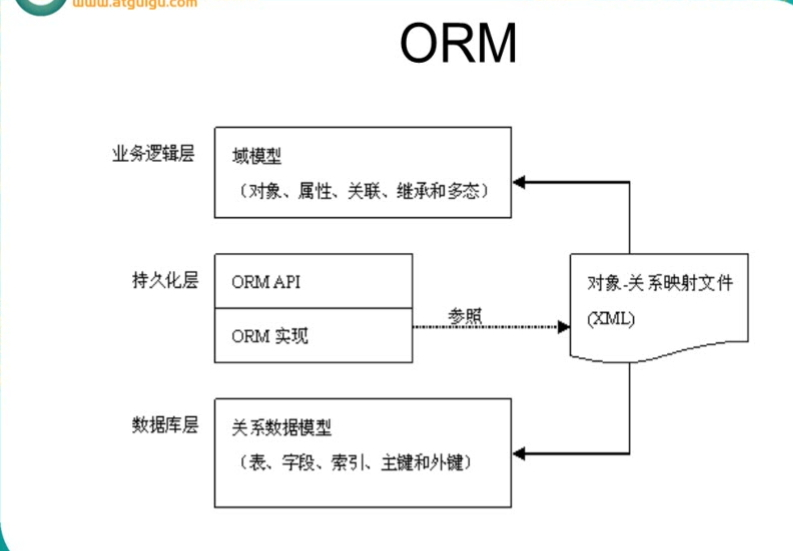 www.atguigu.com
ORM
业务逻辑层
域模型
（对象、属性、关联、继承和多态）
持久化层
ORM API
ORM 实现
参照
对象-关系映射文件
(XML)
数据库层
关系数据模型
（表、字段、索引、主键和外键）